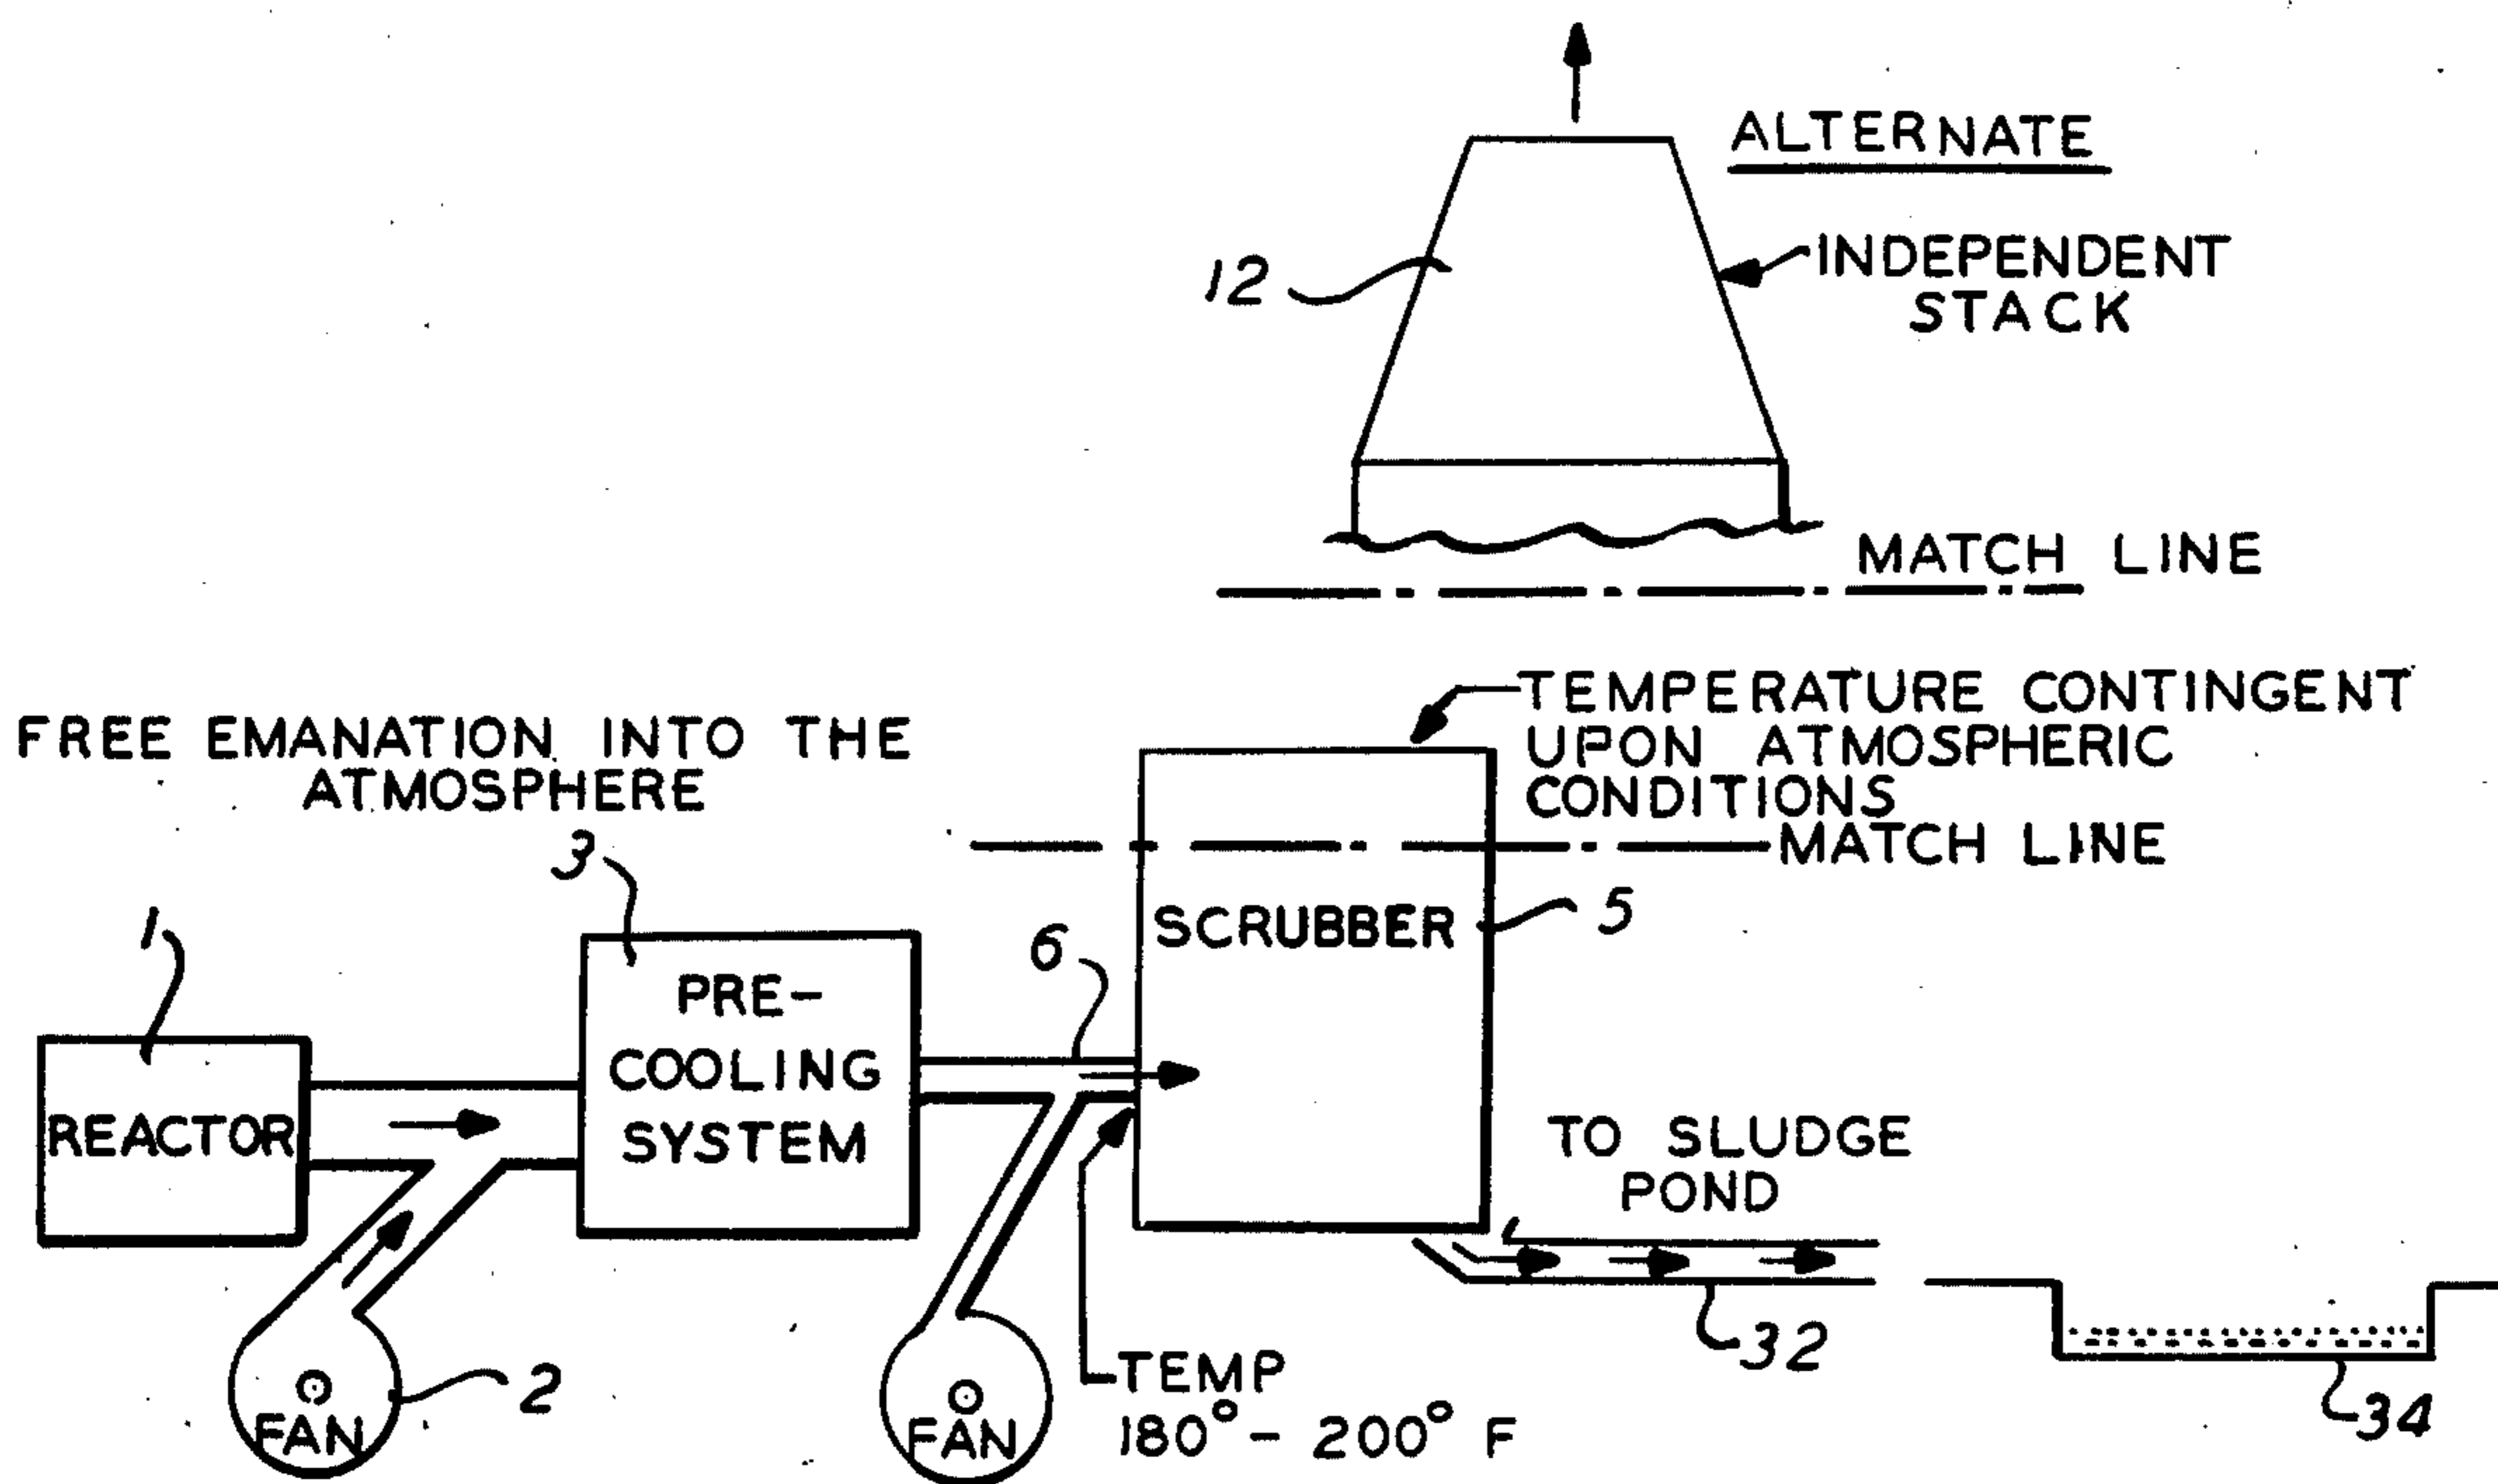 ALTERNATE
INDEPENDENT
STACK
12
MATCH LINE
TEMPERATURE CONTINGENT
UPON ATMOSPHERIC
CONDITIONS
MATCH LINE
FREE EMANATION INTO THE
ATMOSPHERE
3
1
6
SCRUBBER
5
PRE-
COOLING
SYSTEM
REACTOR
TO SLUDGE
POND
32
34
2
FAN
FAN
TEMP
180° - 200° F